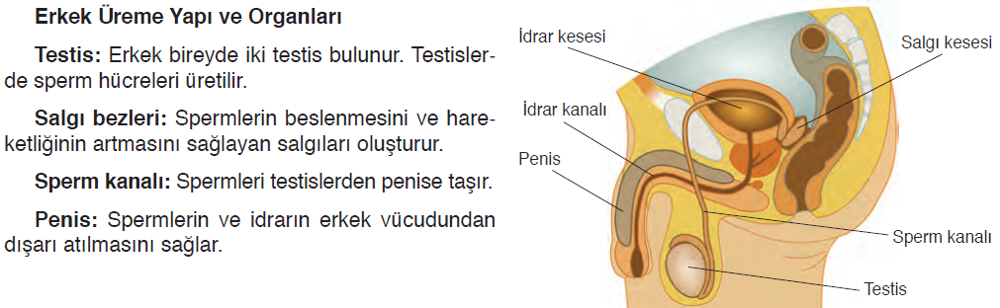 Erkek Üreme Yapı ve Organları
Testis: Erkek bireyde iki testis bulunur. Testisler-
de sperm hücreleri üretilir.
Salgı bezleri: Spermlerin beslenmesini ve hare-
ketliğinin artmasını sağlayan salgıları oluşturur.
Sperm kanalı: Spermleri testislerden penise taşır.
Penis: Spermlerin ve idrarın erkek vücudundan
dışarı atılmasını sağlar.
İdrar kesesi
Salgı kesesi
İdrar kanalı
Penis
Sperm kanalı
Testis